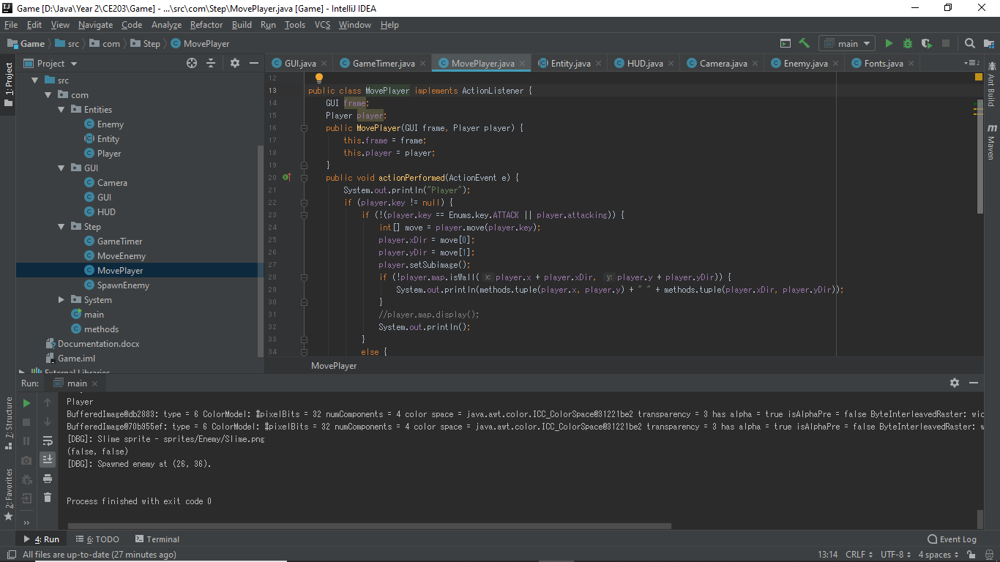 Game [D:\Java\Year 2\CE203\Game] - ...\src\com\Step\MovePlayer.java [Game] - IntelliJ IDEA
File Edit View Navigate Code Analyze Refactor Build Run Tools VCS Window Help
Game src com Step MovePlayer main
Project
GUI.java GameTimer.java MovePlayer.java Entity.java HUD.java Camera.java Enemy.java Fonts.java 2
1: Project
7: Structure
2: Favorites
src
com
Entities
Enemy
Entity
Player
GUI
Camera
GUI
HUD
Step
GameTimer
MoveEnemy
MovePlayer
SpawnEnemy
System
main
methods
Documentation.docx
Game.iml
External Libraries
12
13 public class MovePlayer implements ActionListener {
14 GUI frame;
15 Player player;
16 public MovePlayer(GUI frame, Player player) {
17 this.frame = frame;
18 this.player = player;
19 }
20 public void actionPerformed(ActionEvent e) {
21 System.out.println("Player");
22 if (player.key != null) {
23 if (!(player.key == Enums.key.ATTACK || player.attacking)) {
24 int[] move = player.move(player.key);
25 player.xDir = move[0];
26 player.yDir = move[1];
27 player.setSubimage();
28 if (!player.map.isWall( x: player.x + player.xDir, y: player.y + player.yDir)) {
29 System.out.println(methods.tuple(player.x, player.y) + " " + methods.tuple(player.xDir, player.yDir));
30 }
31 //player.map.display();
32 System.out.println();
33 }
34 else {
MovePlayer
Ant Build
Maven
Run: main
Player
BufferedImage@db2883: type = 6 ColorModel: #pixelBits = 32 numComponents = 4 color space = java.awt.color.ICC_ColorSpace@31221be2 transparency = 3 has alpha = true isAlphaPre = false ByteInterleavedRaster: wid
BufferedImage@70b955ef: type = 6 ColorModel: #pixelBits = 32 numComponents = 4 color space = java.awt.color.ICC_ColorSpace@31221be2 transparency = 3 has alpha = true isAlphaPre = false ByteInterleavedRaster: w
[DBG]: Slime sprite - sprites/Enemy/Slime.png
(false, false)
[DBG]: Spawned enemy at (26, 36).
Process finished with exit code 0
4: Run 6: TODO Terminal Event Log
All files are up-to-date (27 minutes ago) 13:14 CRLF UTF-8 4 spaces